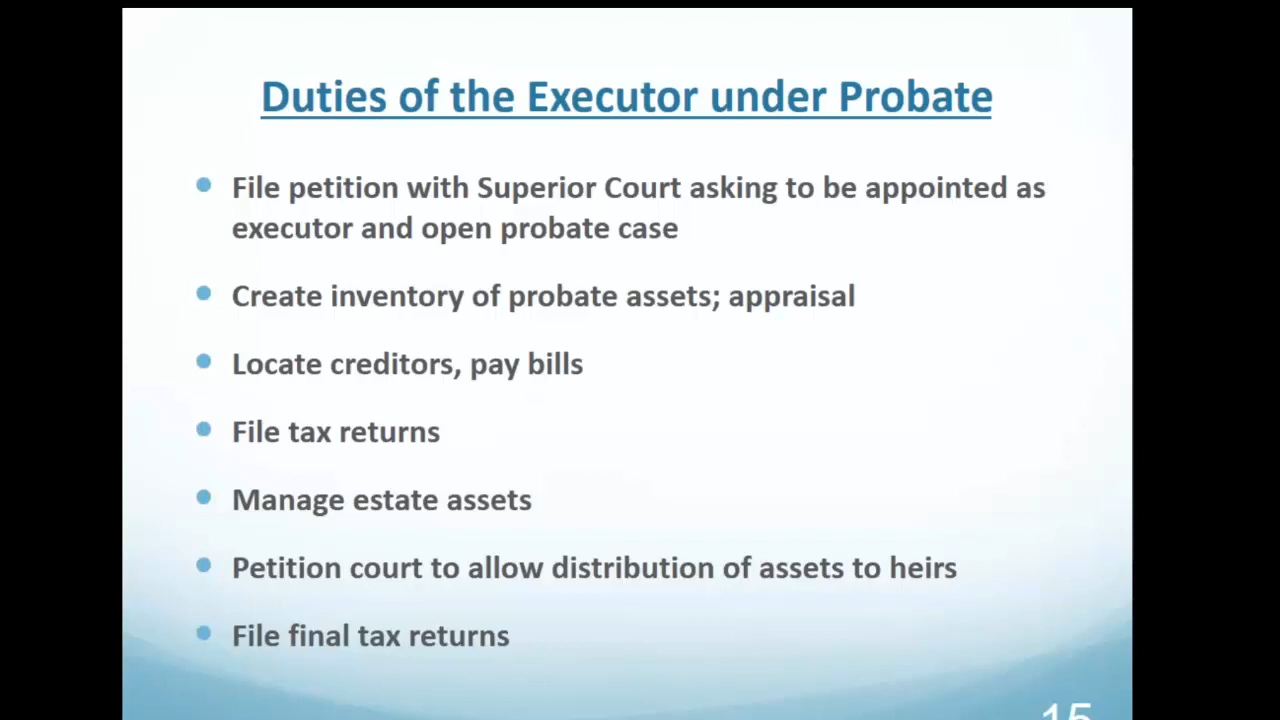 Duties of the Executor under Probate
File petition with Superior Court asking to be appointed as
executor and open probate case
Create inventory of probate assets; appraisal
Locate creditors, pay bills
File tax returns
Manage estate assets
Petition court to allow distribution of assets to heirs
File final tax returns
15